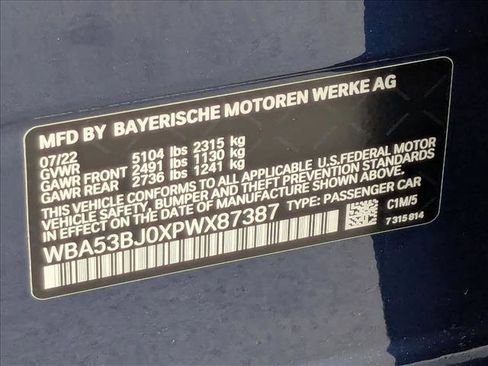 MFD BY BAYERISCHE MOTOREN WERKE AG
07/22
GVWR 5104 lbs 2315 kg
GAWR FRONT 2491 lbs 1130 kg
GAWR REAR 2736 lbs 1241 kg
THIS VEHICLE CONFORMS TO ALL APPLICABLE U.S.FEDERAL MOTOR
VEHICLE SAFETY, BUMPER, AND THEFT PREVENTION STANDARDS
IN EFFECT ON THE DATE OF MANUFACTURE SHOWN ABOVE.
WBA53BJ0XPWX87387 TYPE: PASSENGER CAR
C1M/5
7 315 814